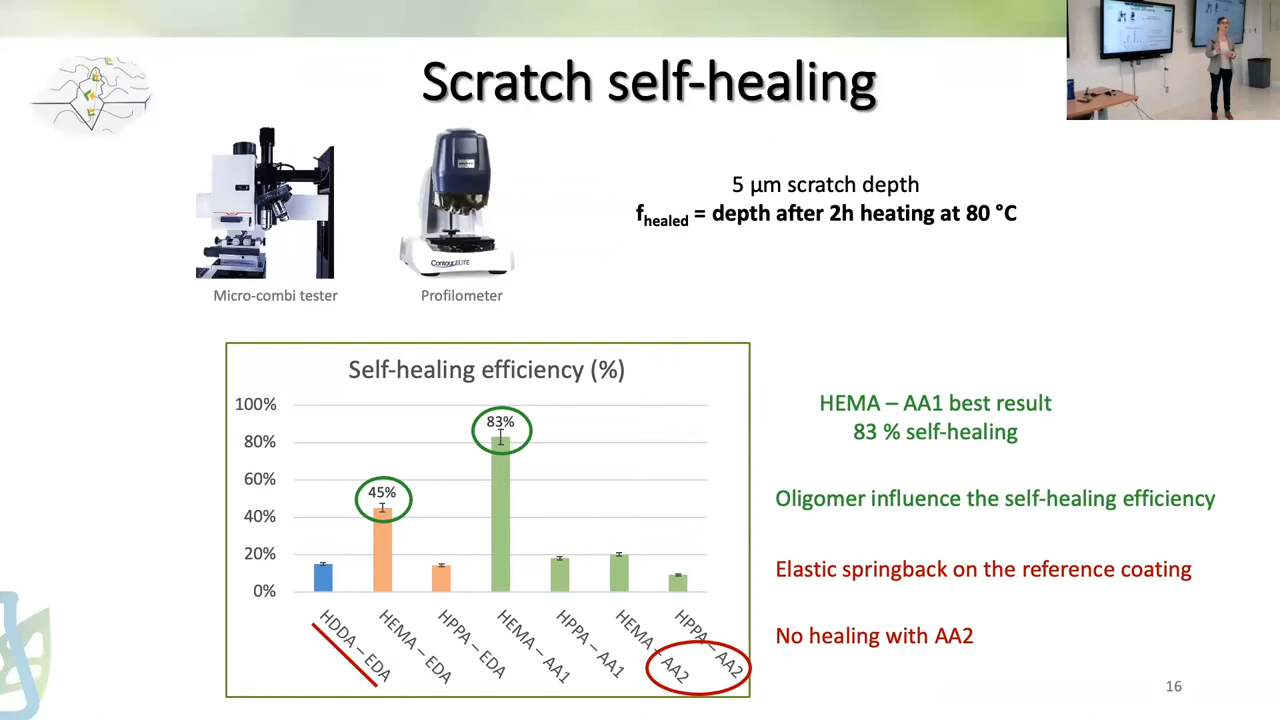 Scratch self-healing
5 µm scratch depth
fhealed = depth after 2h heating at 80 °C
ContourELITE
Micro-combi tester
Profilometer
Self-healing efficiency (%)
100%
80%
60%
40%
20%
0%
45%
83%
HDDA – EDA
HEMA – EDA
HPPA – EDA
HEMA – AA1
HPPA – AA1
HEMA – AA2
HPPA – AA2
HEMA – AA1 best result
83 % self-healing
Oligomer influence the self-healing efficiency
Elastic springback on the reference coating
No healing with AA2
16